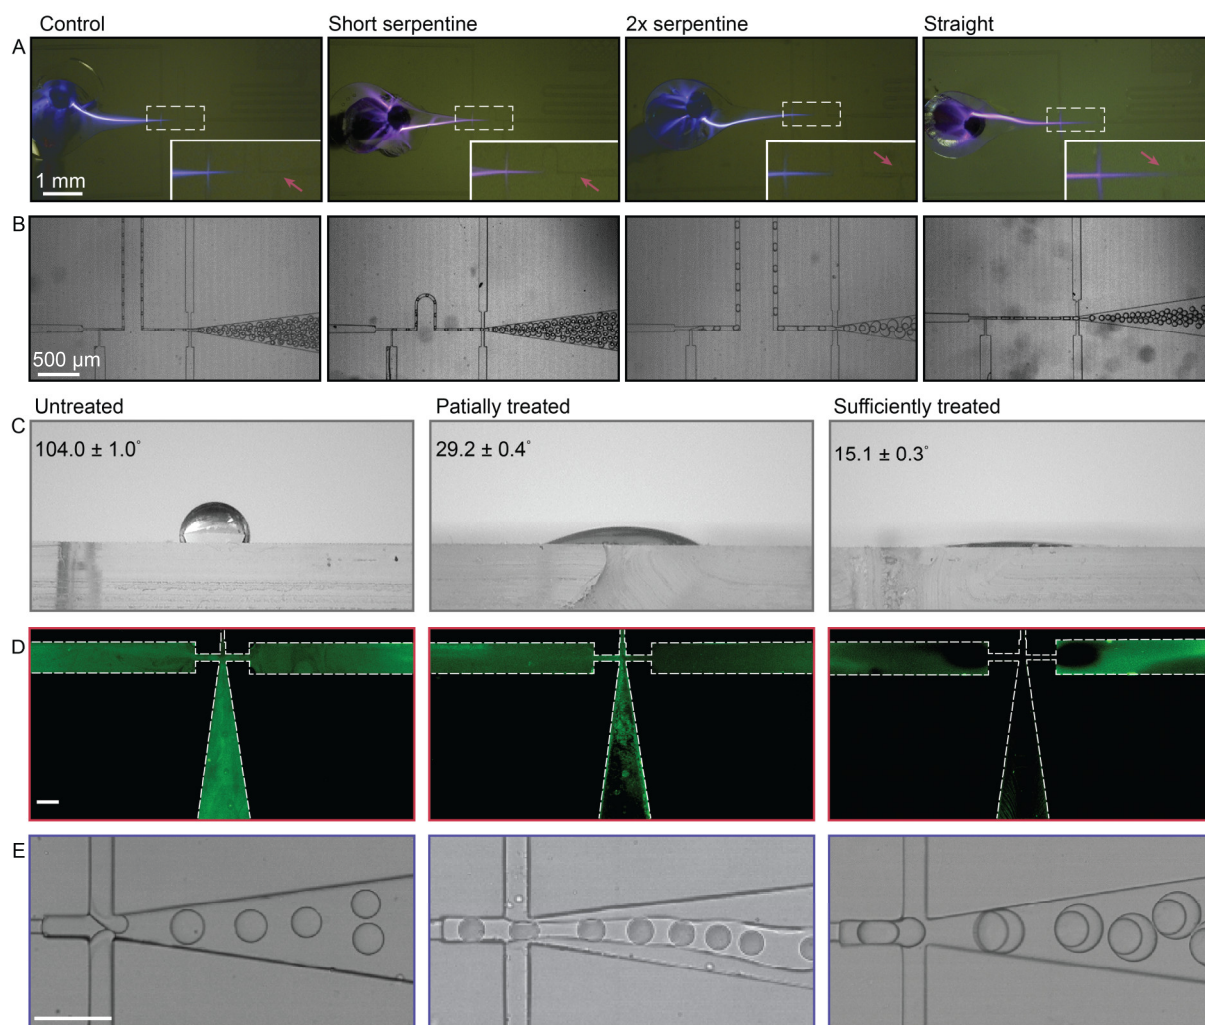 Control Short serpentine 2x serpentine Straight
A
1 mm
B
500 µm
Untreated Patially treated Sufficiently treated
C
104.0 ± 1.0° 29.2 ± 0.4° 15.1 ± 0.3°
D
E